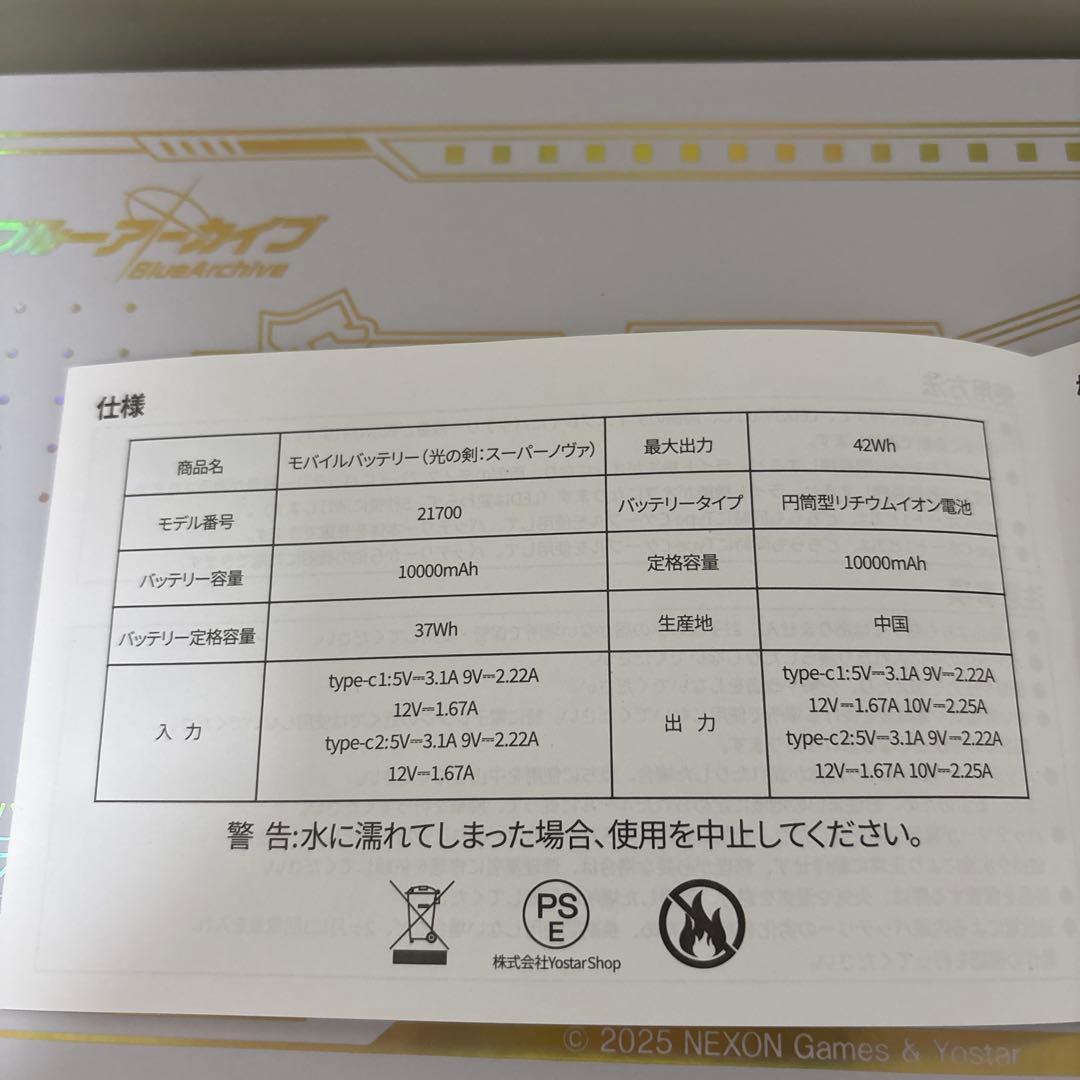 ブルーアーカイブ
BlueArchive
仕様
商品名 モバイルバッテリー(光の剣:スーパーノヴァ) 最大出力 42Wh
モデル番号 21700 バッテリータイプ 円筒型リチウムイオン電池
バッテリー容量 10000mAh 定格容量 10000mAh
バッテリー定格容量 37Wh 生産地 中国
入 力
type-c1:5V⎓3.1A 9V⎓2.22A
12V⎓1.67A
type-c2:5V⎓3.1A 9V⎓2.22A
12V⎓1.67A
出 力
type-c1:5V⎓3.1A 9V⎓2.22A
12V⎓1.67A 10V⎓2.25A
type-c2:5V⎓3.1A 9V⎓2.22A
12V⎓1.67A 10V⎓2.25A
警 告:水に濡れてしまった場合、使用を中止してください。
PS
E
株式会社YostarShop
© 2025 NEXON Games & Yostar